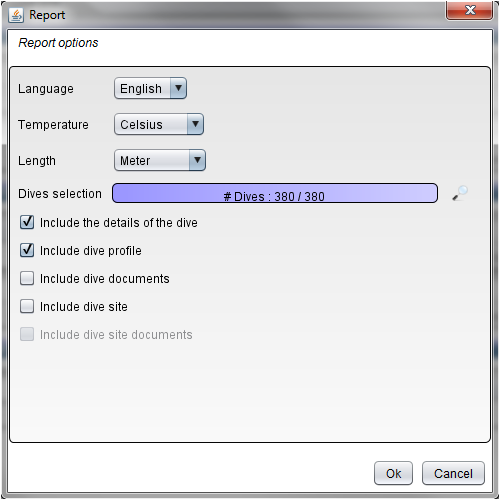 Report
Report options
Language English
Temperature Celsius
Length Meter
Dives selection # Dives : 380 / 380
Include the details of the dive
Include dive profile
Include dive documents
Include dive site
Include dive site documents
Ok Cancel